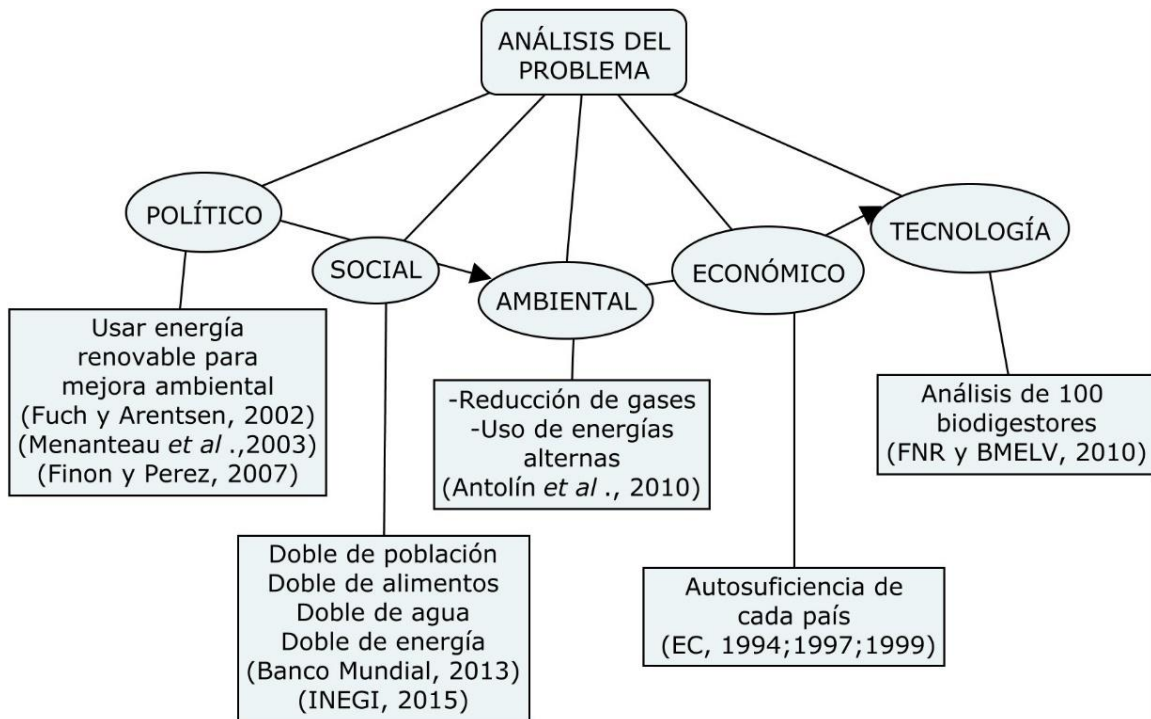 ANÁLISIS DEL
PROBLEMA
POLÍTICO
SOCIAL
AMBIENTAL
ECONÓMICO
TECNOLOGÍA
Usar energía
renovable para
mejora ambiental
(Fuch y Arentsen, 2002)
(Menanteau et al .,2003)
(Finon y Perez, 2007)
Doble de población
Doble de alimentos
Doble de agua
Doble de energía
(Banco Mundial, 2013)
(INEGI, 2015)
-Reducción de gases
-Uso de energías
alternas
(Antolín et al ., 2010)
Autosuficiencia de
cada país
(EC, 1994;1997;1999)
Análisis de 100
biodigestores
(FNR y BMELV, 2010)